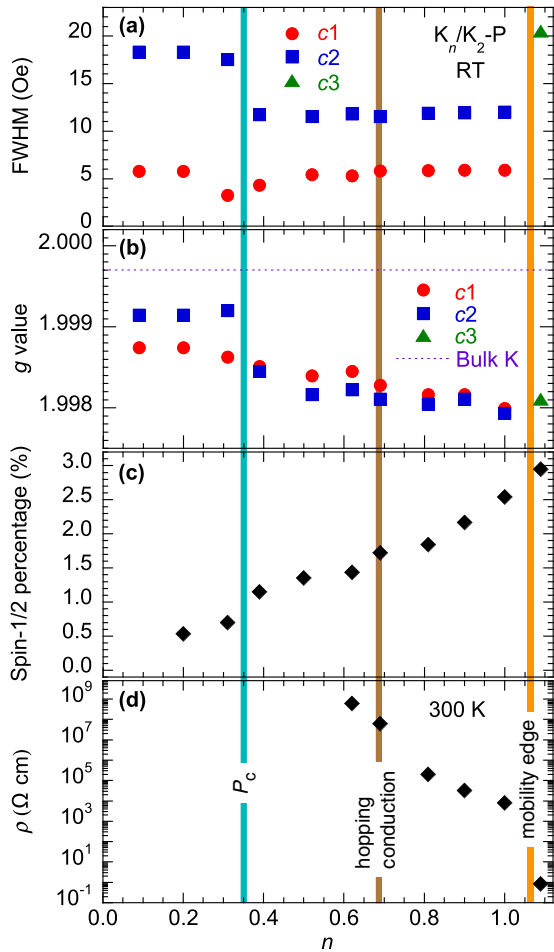 (a)
c1
c2
c3
Kn/K2-P
RT
FWHM (Oe)
20
15
10
5
0
(b)
g value
2.000
1.999
1.998
c1
c2
c3
Bulk K
(c)
Spin-1/2 percentage (%)
3.0
2.5
2.0
1.5
1.0
0.5
0.0
(d)
300 K
ρ (Ω cm)
10^9
10^7
10^5
10^3
10^1
10^-1
Pc
hopping
conduction
mobility edge
0.0 0.2 0.4 0.6 0.8 1.0
n